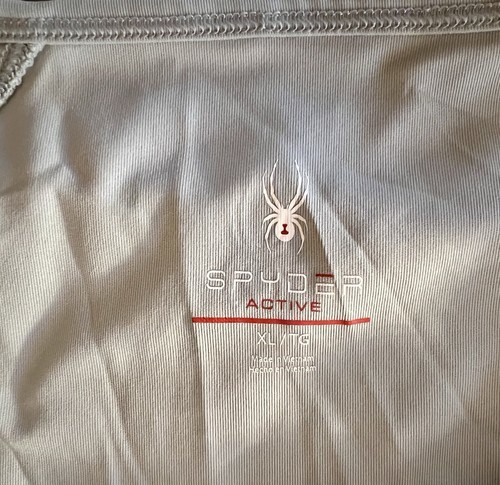 SPYDER
ACTIVE
XL/TG
Made in Vietnam
Hecho en Vietnam